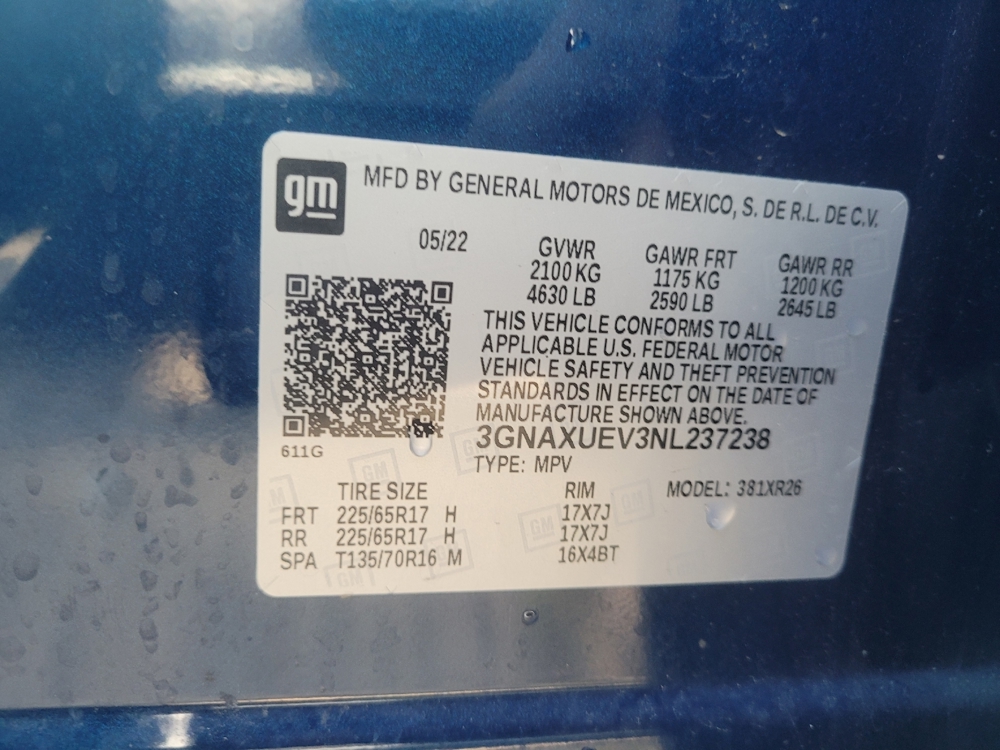 gm
MFD BY GENERAL MOTORS DE MEXICO, S. DE R.L. DE C.V.
05/22
GVWR
2100 KG
4630 LB
GAWR FRT
1175 KG
2590 LB
GAWR RR
1200 KG
2645 LB
THIS VEHICLE CONFORMS TO ALL
APPLICABLE U.S. FEDERAL MOTOR
VEHICLE SAFETY AND THEFT PREVENTION
STANDARDS IN EFFECT ON THE DATE OF
MANUFACTURE SHOWN ABOVE.
3GNAXUEV3NL237238
611G
TYPE: MPV
TIRE SIZE RIM MODEL: 381XR26
FRT 225/65R17 H 17X7J
RR 225/65R17 H 17X7J
SPA T135/70R16 M 16X4BT